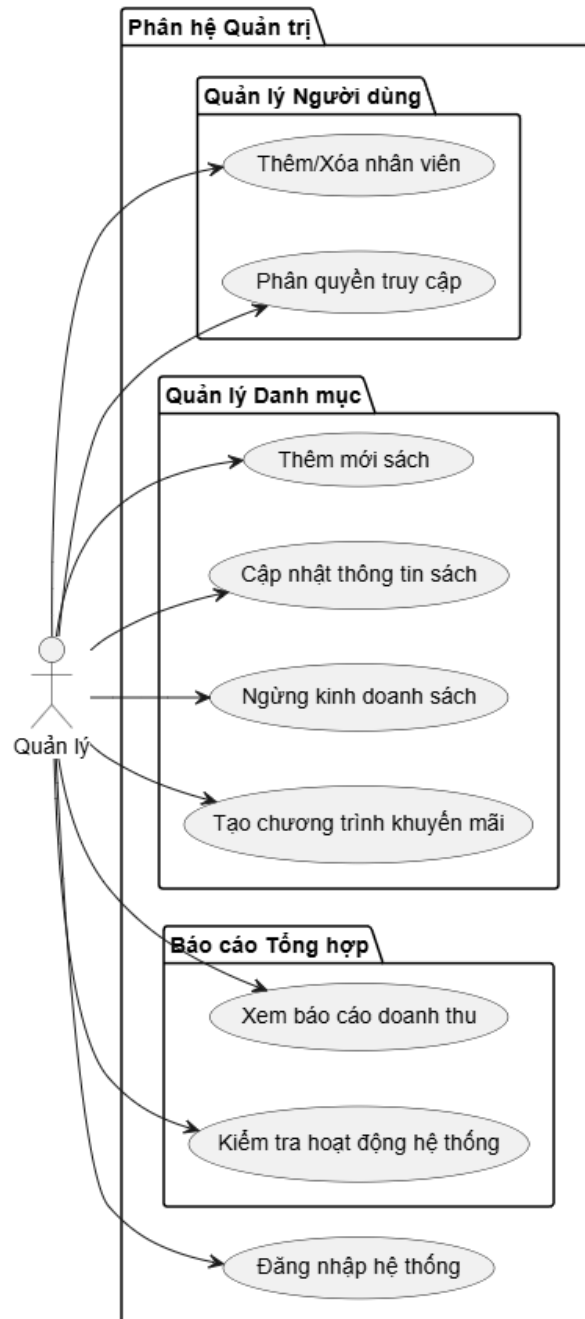 Phân hệ Quản trị
Quản lý Người dùng
Thêm/Xóa nhân viên
Phân quyền truy cập
Quản lý Danh mục
Thêm mới sách
Cập nhật thông tin sách
Ngừng kinh doanh sách
Quản lý
Tạo chương trình khuyến mãi
Báo cáo Tổng hợp
Xem báo cáo doanh thu
Kiểm tra hoạt động hệ thống
Đăng nhập hệ thống